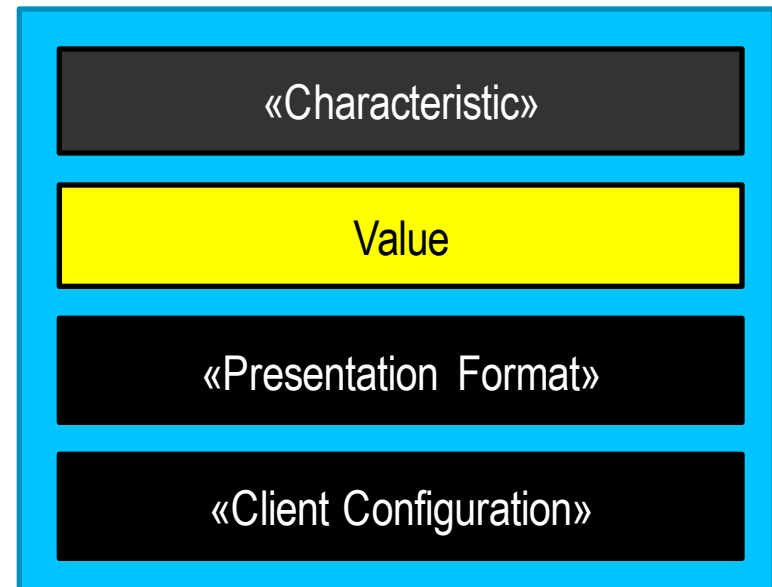 «Characteristic»
Value
«Presentation Format»
«Client Configuration»